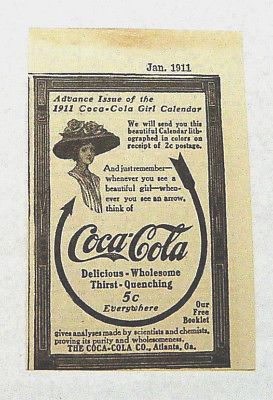 Jan. 1911
Advance Issue of the
1911 Coca-Cola Girl Calendar
We will send you this
beautiful Calendar lith-
ographed in colors on
receipt of 2c postage.
And just remember—
whenever you see a
beautiful girl—when-
ever you see an arrow,
think of
Coca-Cola
Delicious - Wholesome
Thirst - Quenching
5c
Everywhere
Our
Free
Booklet
gives analyses made by scientists and chemists,
proving its purity and wholesomeness.
THE COCA-COLA CO., Atlanta, Ga.